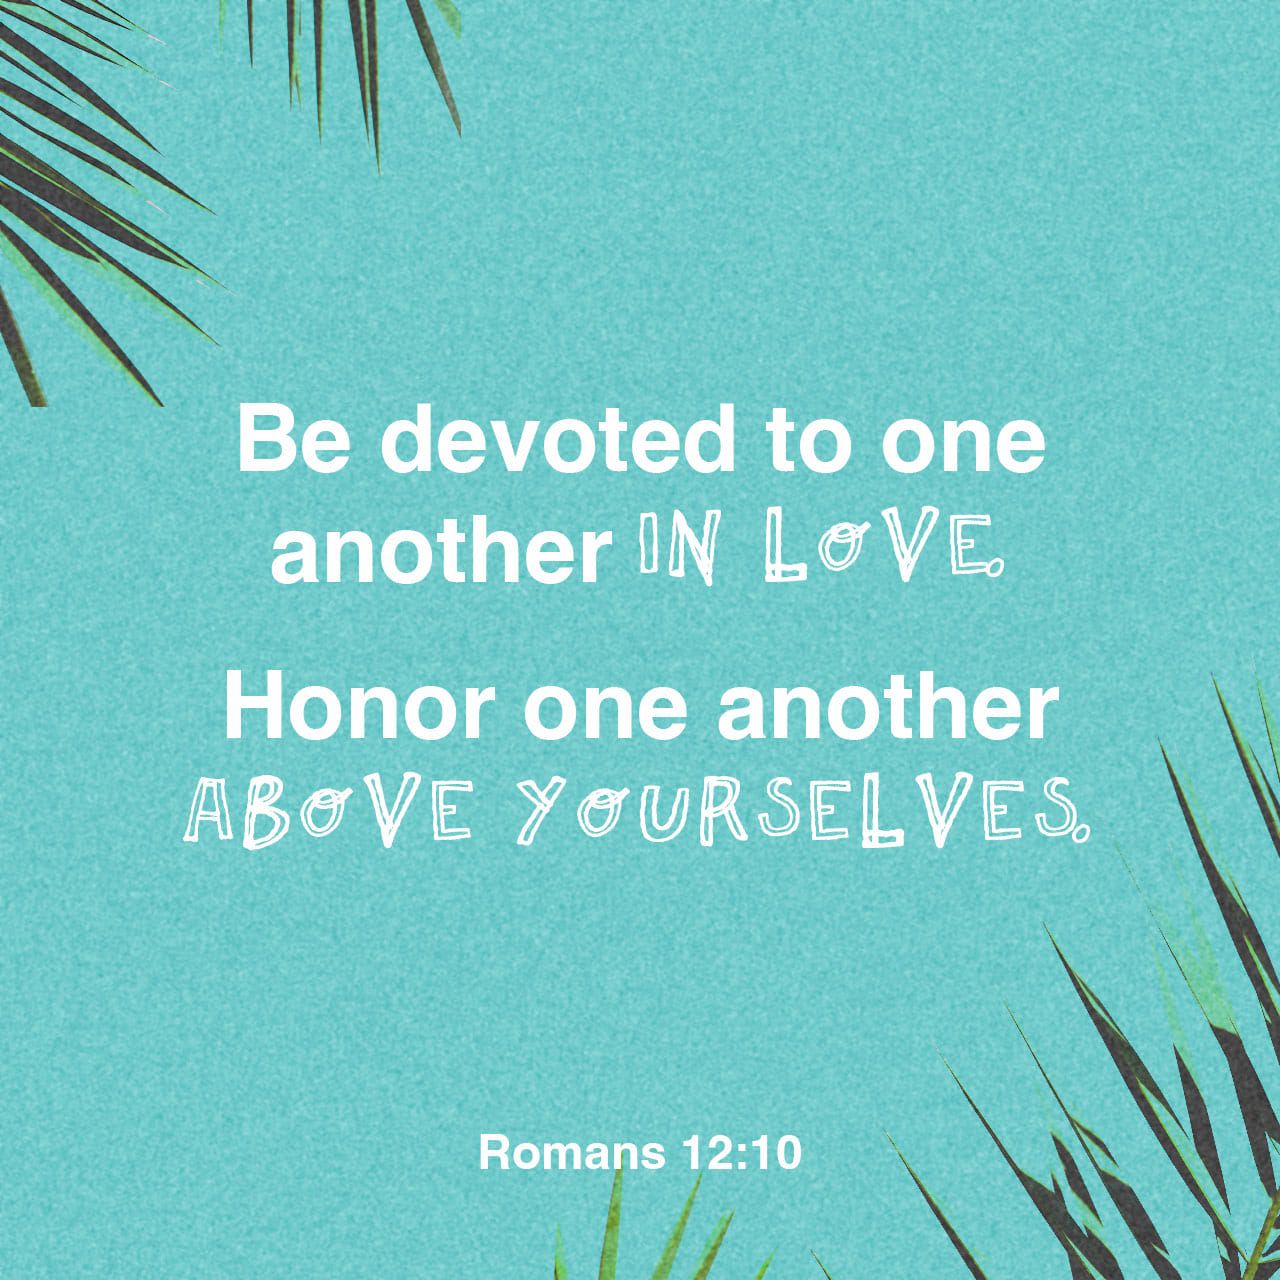 Be devoted to one
another IN LOVE.
Honor one another
ABOVE YOURSELVES.
Romans 12:10